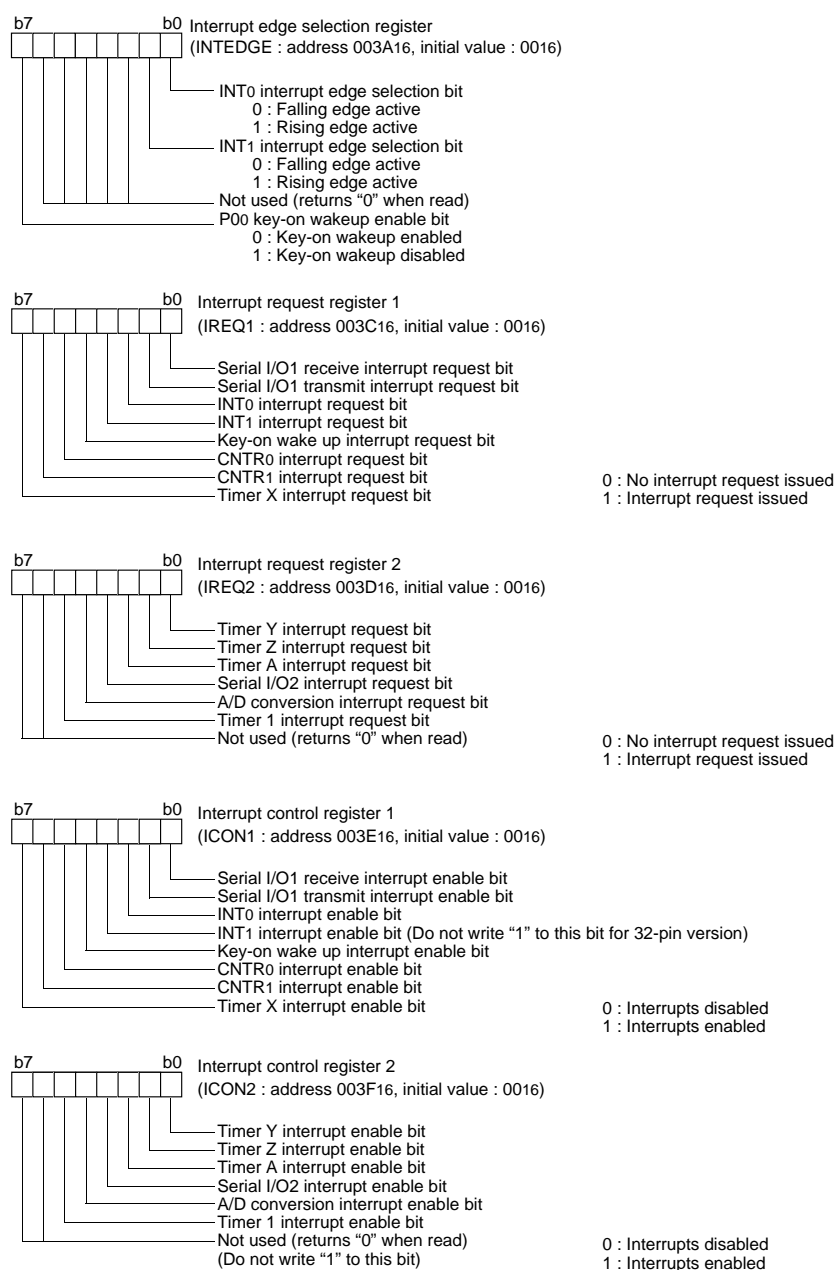 b7 b0 Interrupt edge selection register
(INTEDGE : address 003A16, initial value : 0016)
INT0 interrupt edge selection bit
0 : Falling edge active
1 : Rising edge active
INT1 interrupt edge selection bit
0 : Falling edge active
1 : Rising edge active
Not used (returns “0” when read)
P00 key-on wakeup enable bit
0 : Key-on wakeup enabled
1 : Key-on wakeup disabled
b7 b0 Interrupt request register 1
(IREQ1 : address 003C16, initial value : 0016)
Serial I/O1 receive interrupt request bit
Serial I/O1 transmit interrupt request bit
INT0 interrupt request bit
INT1 interrupt request bit
Key-on wake up interrupt request bit
CNTR0 interrupt request bit
CNTR1 interrupt request bit 0 : No interrupt request issued
Timer X interrupt request bit 1 : Interrupt request issued
b7 b0 Interrupt request register 2
(IREQ2 : address 003D16, initial value : 0016)
Timer Y interrupt request bit
Timer Z interrupt request bit
Timer A interrupt request bit
Serial I/O2 interrupt request bit
A/D conversion interrupt request bit
Timer 1 interrupt request bit
Not used (returns “0” when read) 0 : No interrupt request issued
1 : Interrupt request issued
b7 b0 Interrupt control register 1
(ICON1 : address 003E16, initial value : 0016)
Serial I/O1 receive interrupt enable bit
Serial I/O1 transmit interrupt enable bit
INT0 interrupt enable bit
INT1 interrupt enable bit (Do not write “1” to this bit for 32-pin version)
Key-on wake up interrupt enable bit
CNTR0 interrupt enable bit
CNTR1 interrupt enable bit
Timer X interrupt enable bit 0 : Interrupts disabled
1 : Interrupts enabled
b7 b0 Interrupt control register 2
(ICON2 : address 003F16, initial value : 0016)
Timer Y interrupt enable bit
Timer Z interrupt enable bit
Timer A interrupt enable bit
Serial I/O2 interrupt enable bit
A/D conversion interrupt enable bit
Timer 1 interrupt enable bit
Not used (returns “0” when read) 0 : Interrupts disabled
(Do not write “1” to this bit) 1 : Interrupts enabled